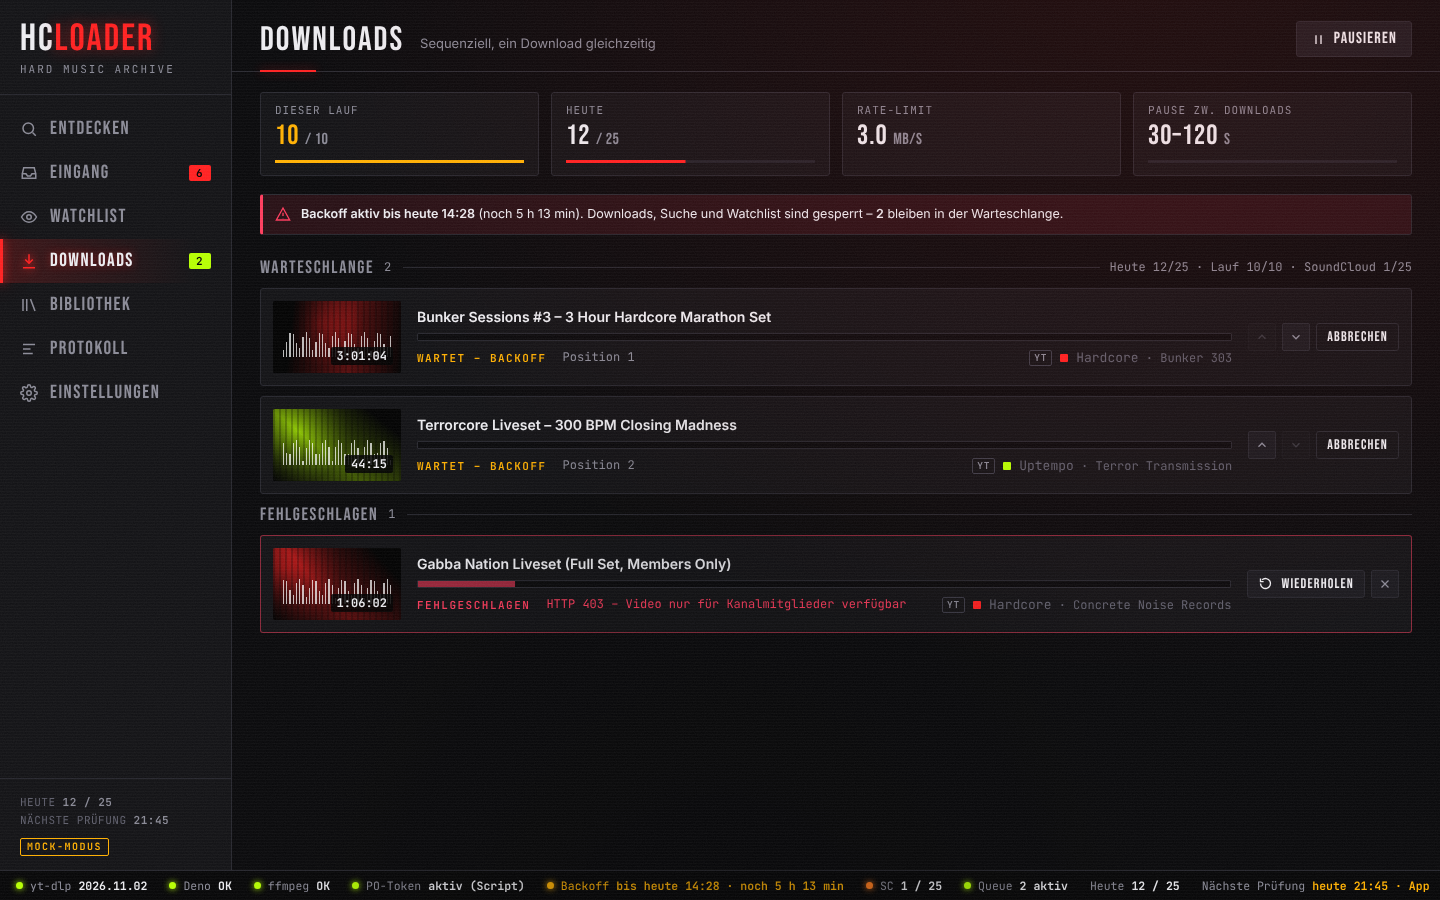 HCLOADER
HARD MUSIC ARCHIVE
ENTDECKEN
EINGANG 6
WATCHLIST
DOWNLOADS 2
BIBLIOTHEK
PROTOKOLL
EINSTELLUNGEN
HEUTE 12 / 25
NÄCHSTE PRÜFUNG 21:45
MOCK-MODUS
DOWNLOADS Sequenziell, ein Download gleichzeitig
PAUSIEREN
DIESER LAUF
10 / 10
HEUTE
12 / 25
RATE-LIMIT
3.0 MB/S
PAUSE ZW. DOWNLOADS
30–120 S
Backoff aktiv bis heute 14:28 (noch 5 h 13 min). Downloads, Suche und Watchlist sind gesperrt – 2 bleiben in der Warteschlange.
WARTESCHLANGE 2 Heute 12/25 · Lauf 10/10 · SoundCloud 1/25
3:01:04
Bunker Sessions #3 – 3 Hour Hardcore Marathon Set
WARTET – BACKOFF Position 1 YT Hardcore · Bunker 303
ABBRECHEN
44:15
Terrorcore Liveset – 300 BPM Closing Madness
WARTET – BACKOFF Position 2 YT Uptempo · Terror Transmission
ABBRECHEN
FEHLGESCHLAGEN 1
1:06:02
Gabba Nation Liveset (Full Set, Members Only)
FEHLGESCHLAGEN HTTP 403 – Video nur für Kanalmitglieder verfügbar YT Hardcore · Concrete Noise Records
WIEDERHOLEN
yt-dlp 2026.11.02 Deno OK ffmpeg OK PO-Token aktiv (Script) Backoff bis heute 14:28 · noch 5 h 13 min SC 1 / 25 Queue 2 aktiv Heute 12 / 25 Nächste Prüfung heute 21:45 · App